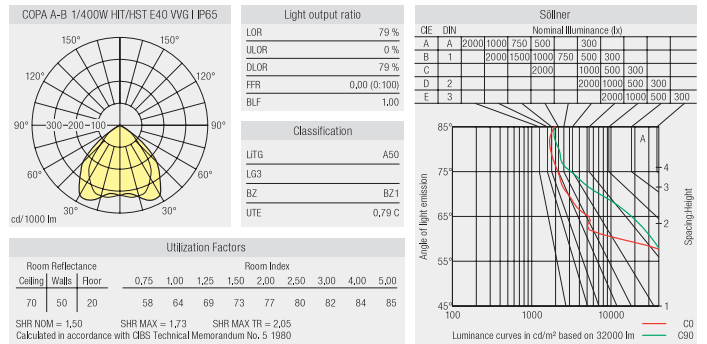 COPA A-B 1/400W HIT/HST E40 VVG I IP65
150° 150°
120° 120°
90° -300-200-100- 90°
60° 60°
30° 30°
cd/1000 lm
Light output ratio
LOR 79 %
ULOR 0 %
DLOR 79 %
FFR 0,00 (0:100)
BLF 1.00
Classification
LiTG A50
LG3
BZ BZ1
UTE 0,79 C
Söllner
CIE DIN Nominal Illuminance (lx)
A A 2000 1000 750 500 300
B 1 2000 1500 1000 750 500 300
C 2000 1000 500 300
D 2 2000 1000 500 300
E 3 2000 1000 500 300
85°
A
75° 4
3
65° 2
55°
45° 1
Angle of light emission
Spacing:Height
100 1000 10000
C0
Luminance curves in cd/m² based on 32000 lm C90
Utilization Factors
Room Reflectance Room Index
Ceiling Walls Floor 0,75 1,00 1,25 1,50 2,00 2,50 3,00 4,00 5,00
70 50 20 58 64 69 73 77 80 82 84 85
SHR NOM = 1,50 SHR MAX = 1,73 SHR MAX TR = 2,05
Calculated in accordance with CIBS Technical Memorandum No. 5 1980